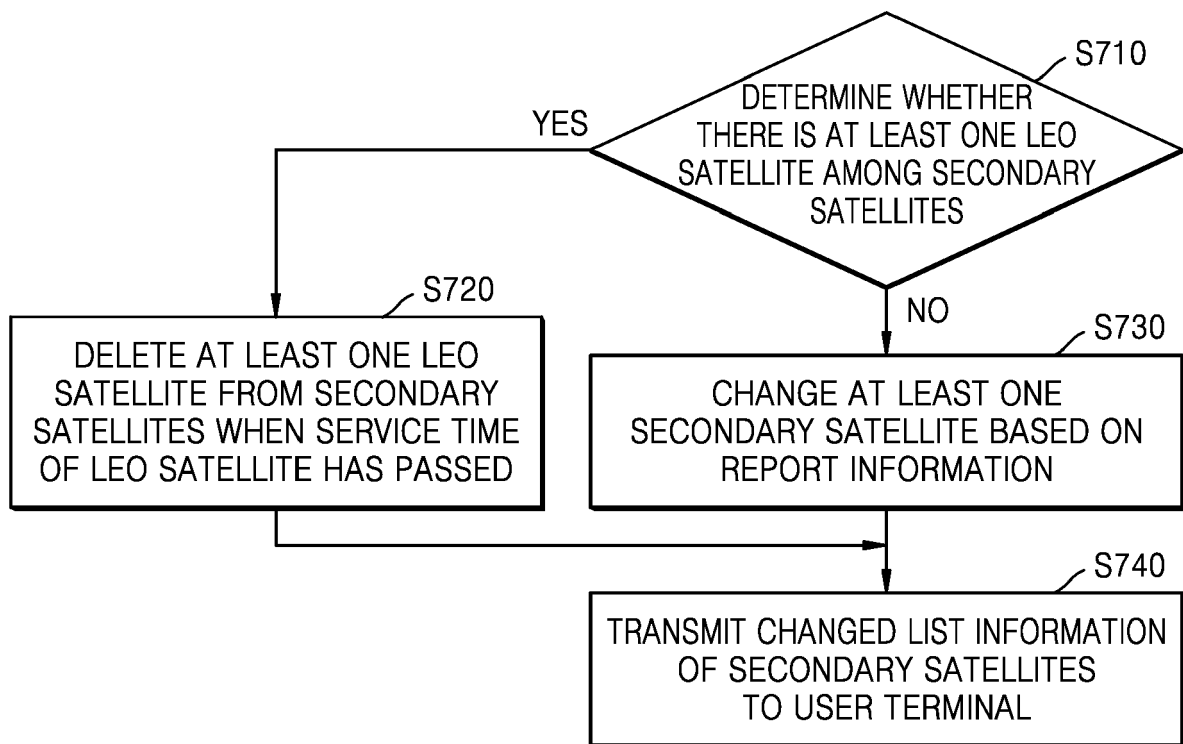 S710
DETERMINE WHETHER
THERE IS AT LEAST ONE LEO
SATELLITE AMONG SECONDARY
SATELLITES
YES
NO
S720
DELETE AT LEAST ONE LEO
SATELLITE FROM SECONDARY
SATELLITES WHEN SERVICE TIME
OF LEO SATELLITE HAS PASSED
S730
CHANGE AT LEAST ONE
SECONDARY SATELLITE BASED ON
REPORT INFORMATION
S740
TRANSMIT CHANGED LIST INFORMATION
OF SECONDARY SATELLITES
TO USER TERMINAL